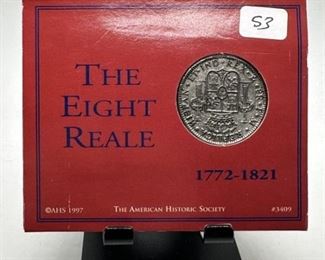 53
THE
EIGHT
REALE
1772-1821
©AHS 1997 THE AMERICAN HISTORIC SOCIETY #3409